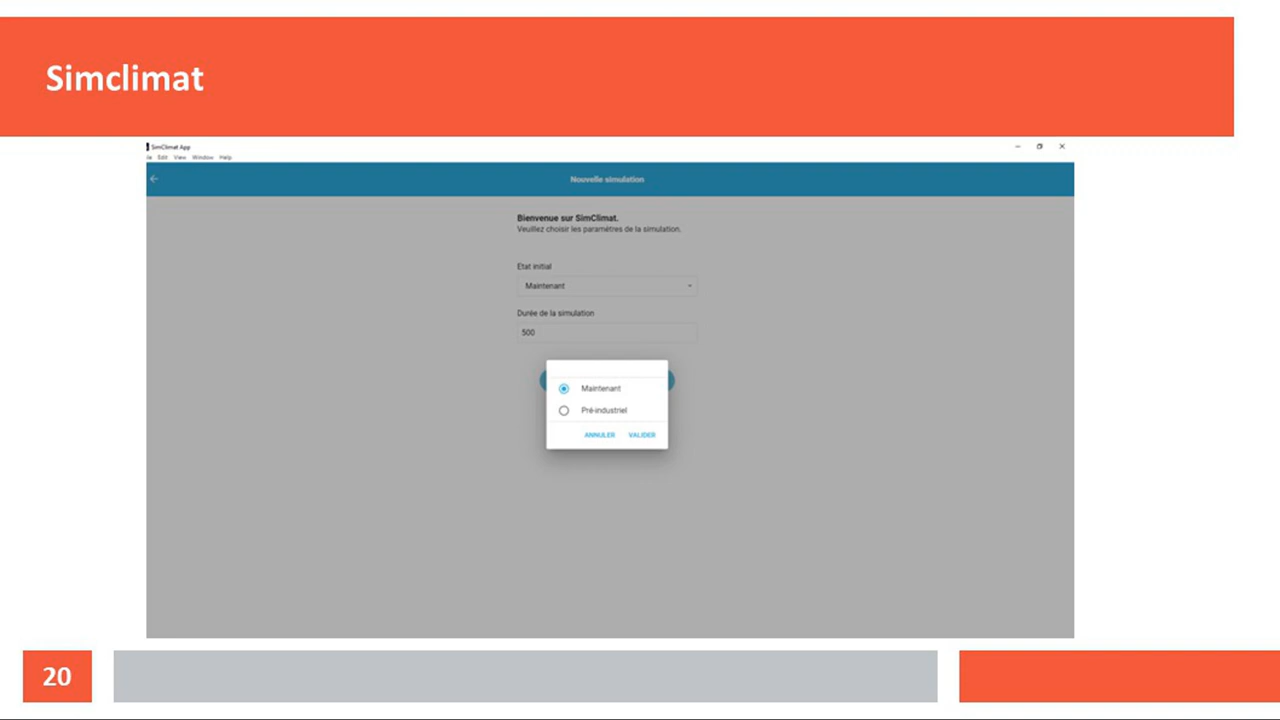 Simclimat
SimClimat App
le Edit View Window Help
Nouvelle simulation
Bienvenue sur SimClimat.
Veuillez choisir les paramètres de la simulation.
Etat initial
Maintenant
Durée de la simulation
500
Maintenant
Pré-industriel
ANNULER VALIDER
20